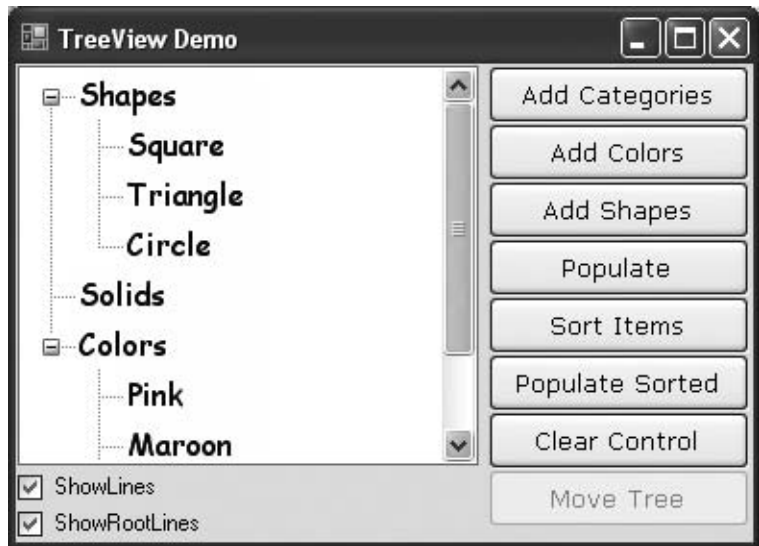 TreeView Demo
Shapes
Square
Triangle
Circle
Solids
Colors
Pink
Maroon
Add Categories
Add Colors
Add Shapes
Populate
Sort Items
Populate Sorted
Clear Control
Move Tree
ShowLines
ShowRootLines